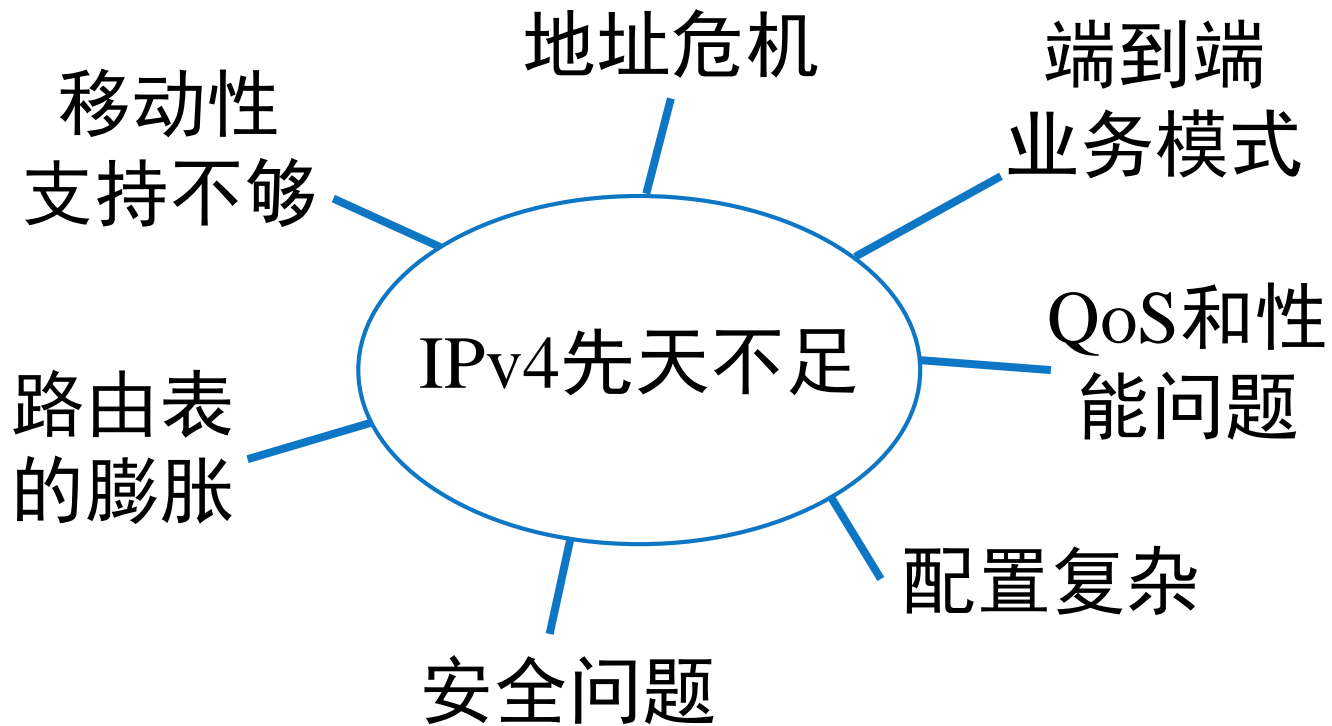 地址危机
端到端
业务模式
移动性
支持不够
QoS和性
能问题
IPv4先天不足
路由表
的膨胀
配置复杂
安全问题